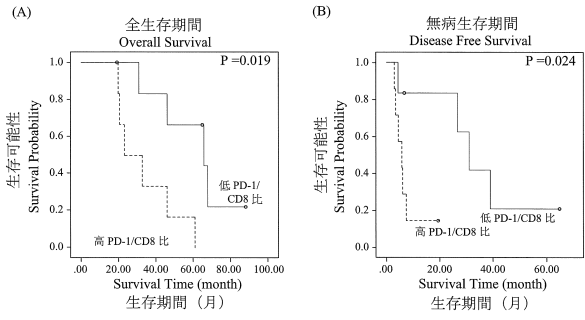 (A)
全生存期間
Overall Survival
P =0.019
生存可能性
Survival Probability
1.0
0.8
0.6
0.4
0.2
0.0
低 PD-1/
CD8 比
高 PD-1/CD8 比
.00
20.00
40.00
60.00
80.00
100.00
Survival Time (month)
生存期間（月）
(B)
無病生存期間
Disease Free Survival
P =0.024
生存可能性
Survival Probability
1.0
0.8
0.6
0.4
0.2
0.0
低 PD-1/CD8 比
高 PD-1/CD8 比
.00
20.00
40.00
60.00
Survival Time (month)
生存期間（月）